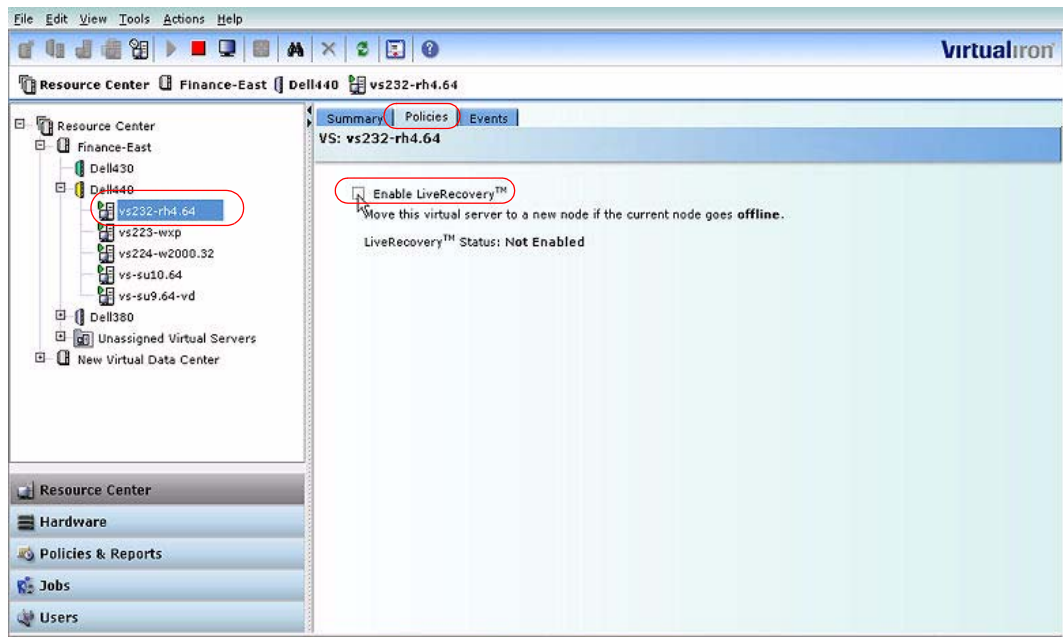 File Edit View Tools Actions Help
VirtualIron
Resource Center Finance-East Dell440 vs232-rh4.64
Resource Center
Finance-East
Dell430
Dell440
vs232-rh4.64
vs223-wxp
vs224-w2000.32
vs-su10.64
vs-su9.64-vd
Dell380
Unassigned Virtual Servers
New Virtual Data Center
Resource Center
Hardware
Policies & Reports
Jobs
Users
Summary Policies Events
VS: vs232-rh4.64
Enable LiveRecovery™
Move this virtual server to a new node if the current node goes offline.
LiveRecovery™ Status: Not Enabled